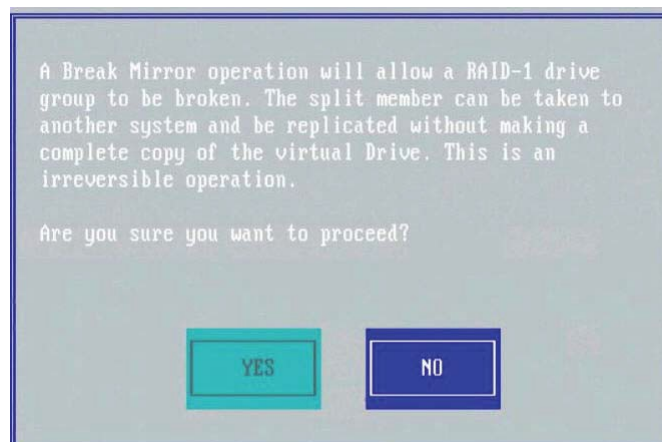 A Break Mirror operation will allow a RAID-1 drive
group to be broken. The split member can be taken to
another system and be replicated without making a
complete copy of the virtual Drive. This is an
irreversible operation.
Are you sure you want to proceed?
YES NO